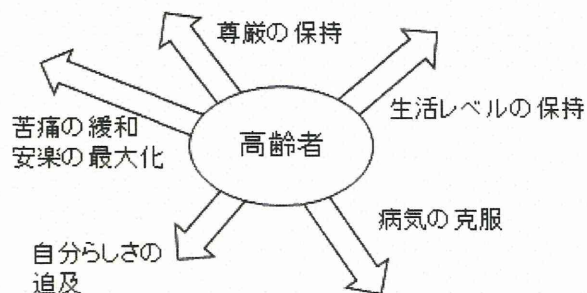 尊厳の保持
生活レベルの保持
苦痛の緩和
安楽の最大化
高齢者
病気の克服
自分らしさの
追及